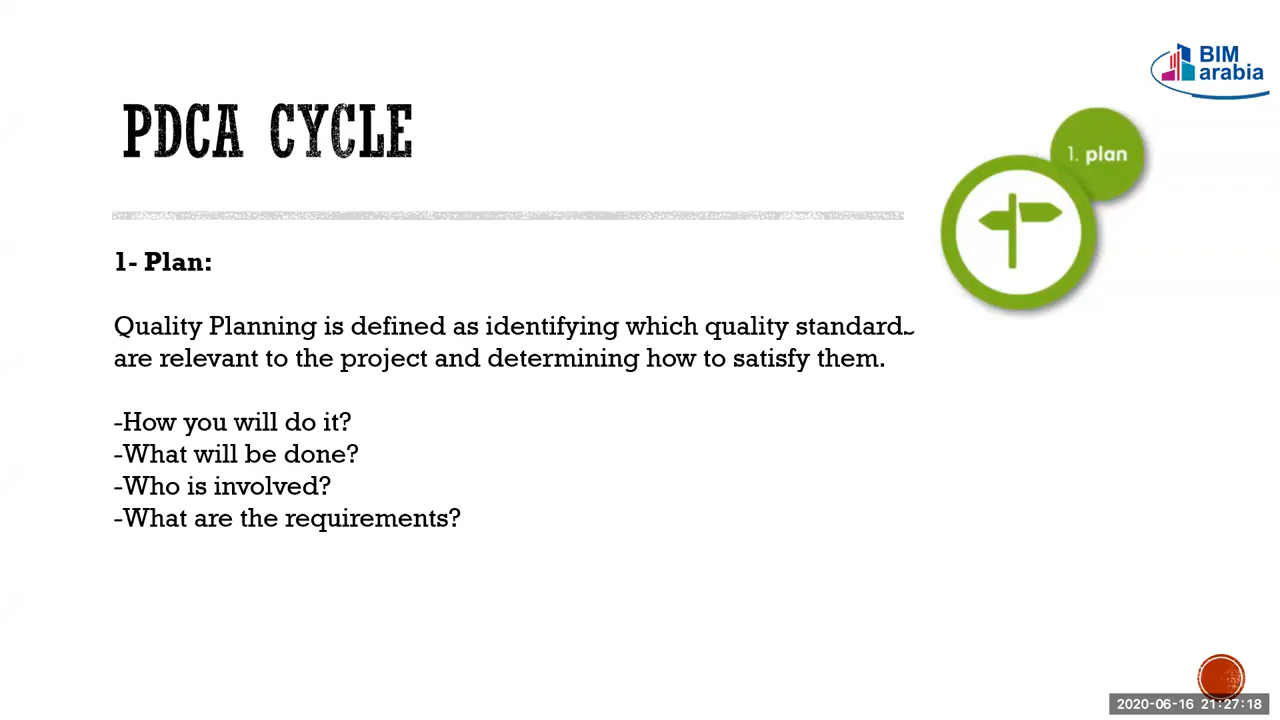 BIM
arabia
PDCA CYCLE
1. plan
1- Plan:
Quality Planning is defined as identifying which quality standards
are relevant to the project and determining how to satisfy them.
-How you will do it?
-What will be done?
-Who is involved?
-What are the requirements?
2020-06-16 21:27:18